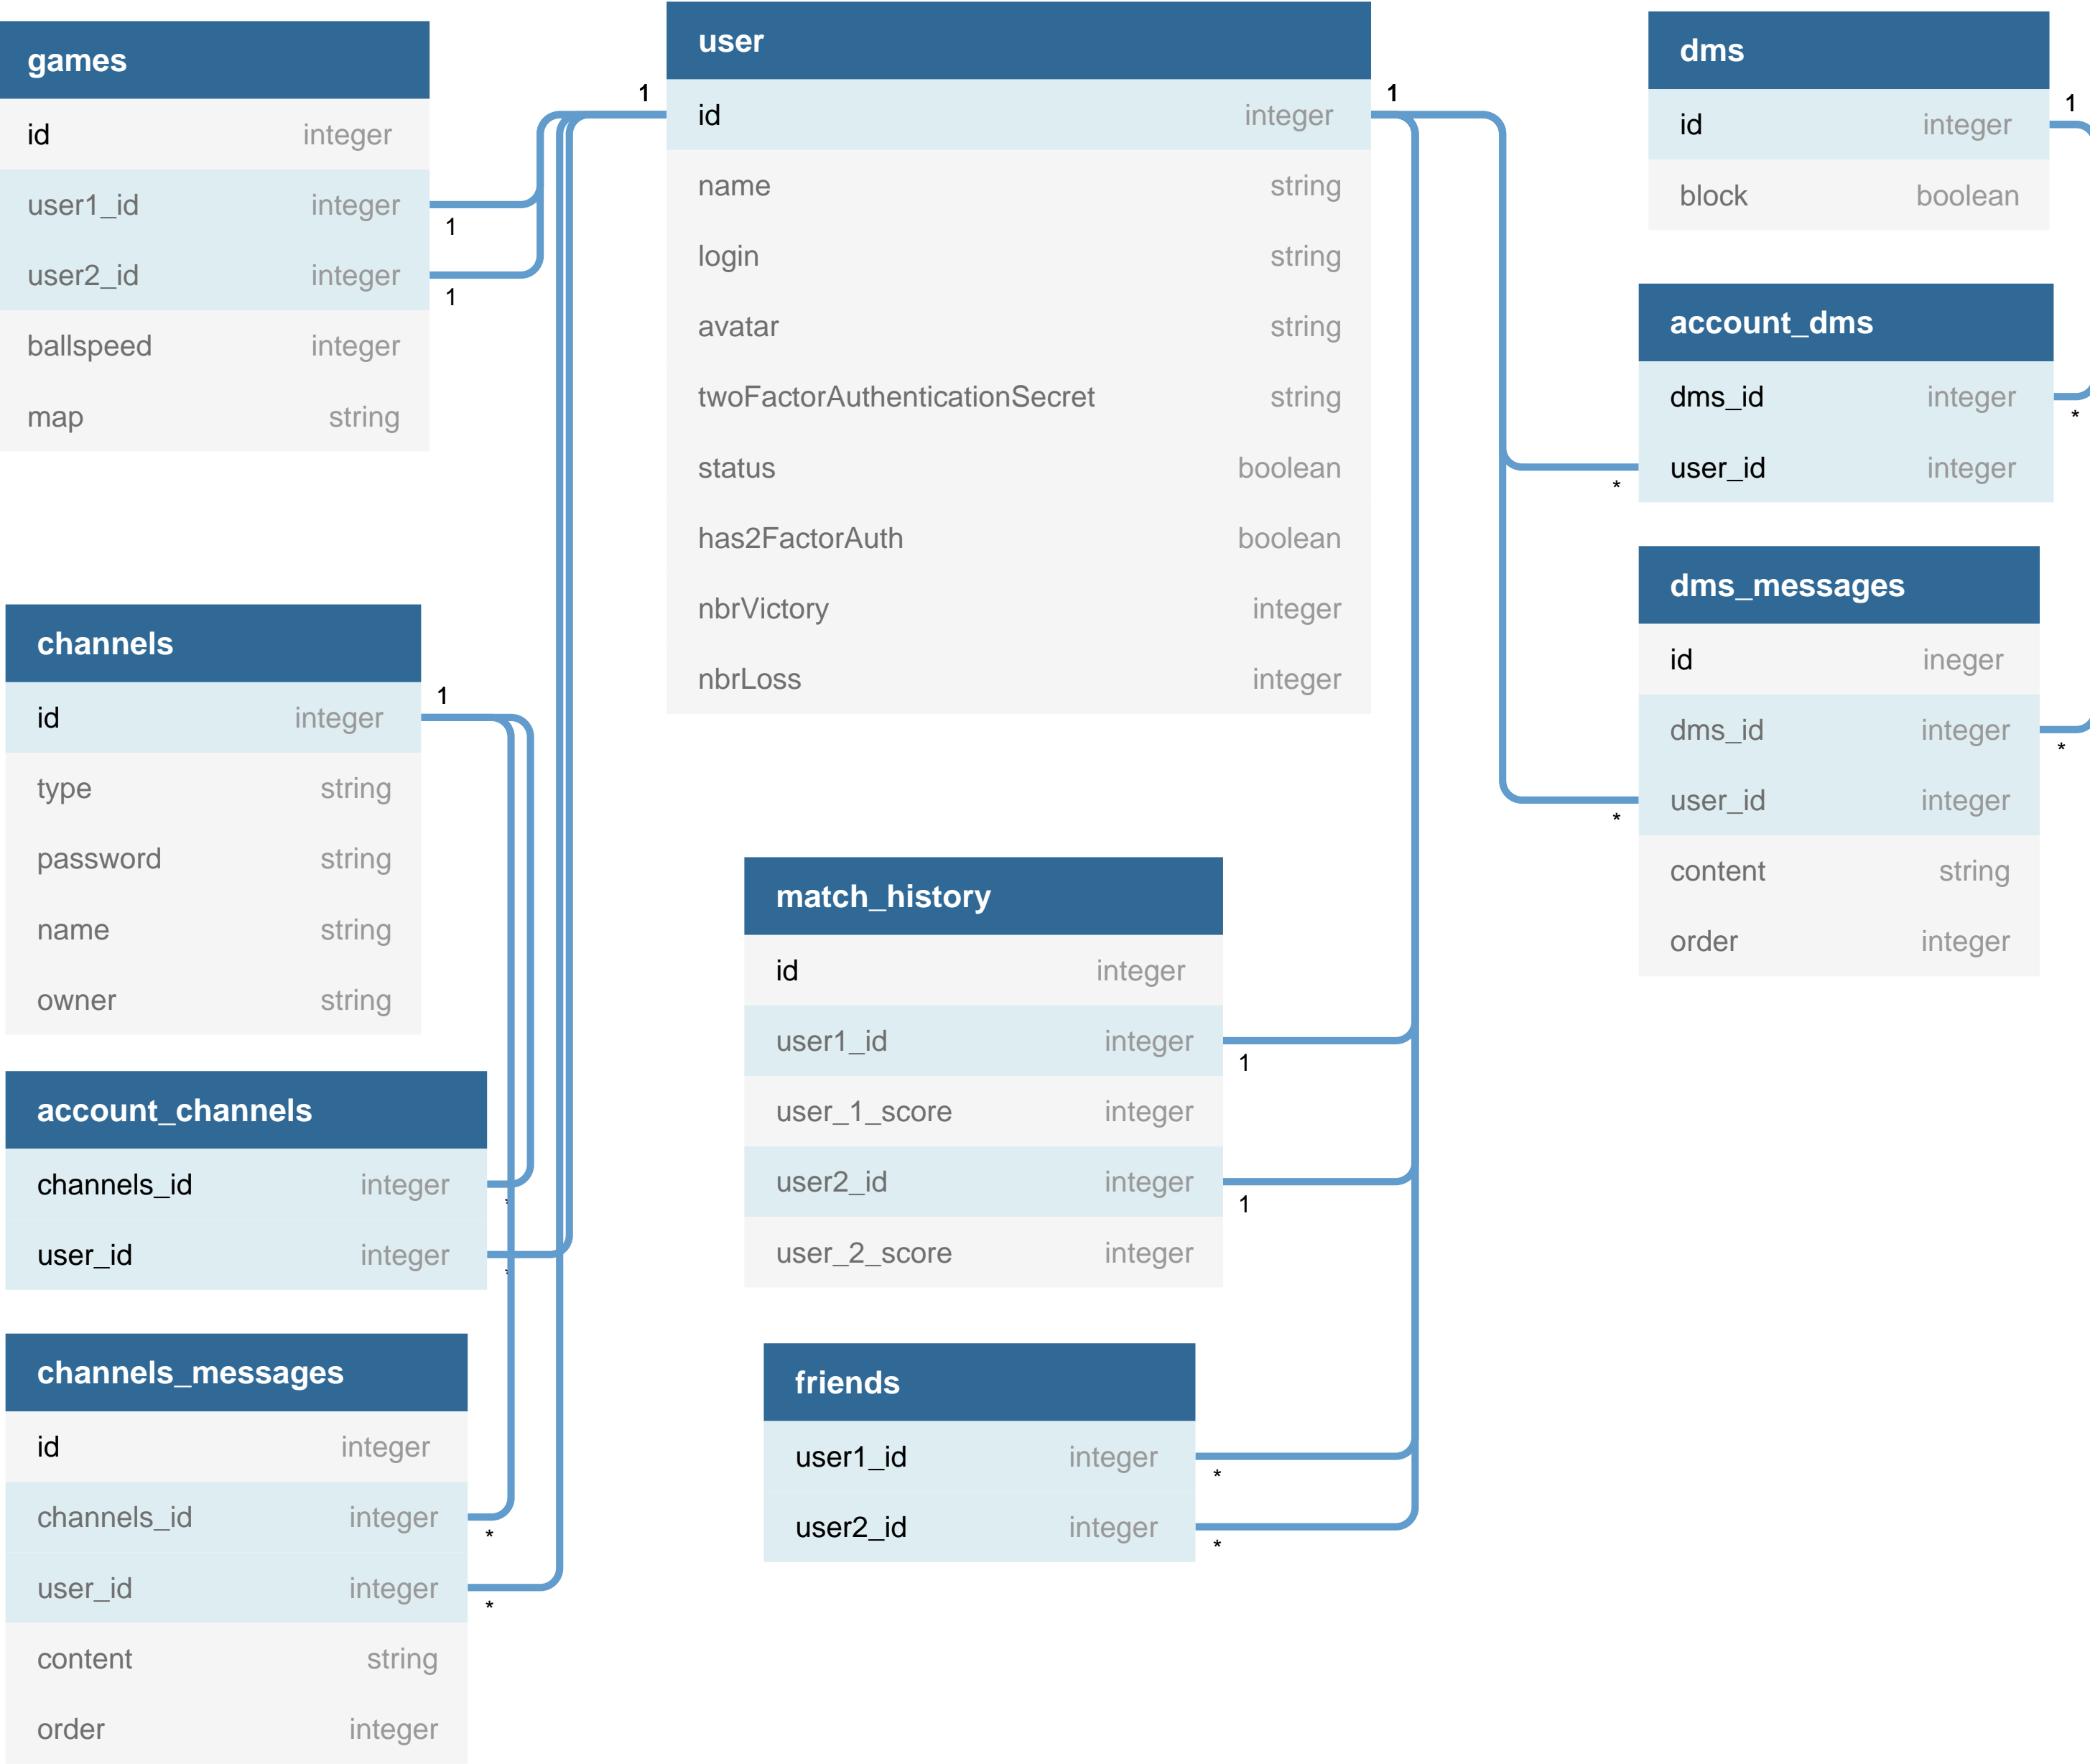 games
id integer
user1_id integer
1
user2_id integer
1
ballspeed integer
map string
user
1
1
id integer
name string
login string
avatar string
twoFactorAuthenticationSecret string
status boolean
has2FactorAuth boolean
nbrVictory integer
nbrLoss integer
dms
1
id integer
block boolean
account_dms
dms_id integer
*
user_id integer
*
dms_messages
id ineger
dms_id integer
*
user_id integer
*
content string
order integer
channels
1
id integer
type string
password string
name string
owner string
account_channels
channels_id integer
*
user_id integer
*
channels_messages
id integer
channels_id integer
*
user_id integer
*
content string
order integer
match_history
id integer
user1_id integer
1
user_1_score integer
user2_id integer
1
user_2_score integer
friends
user1_id integer
*
user2_id integer
*